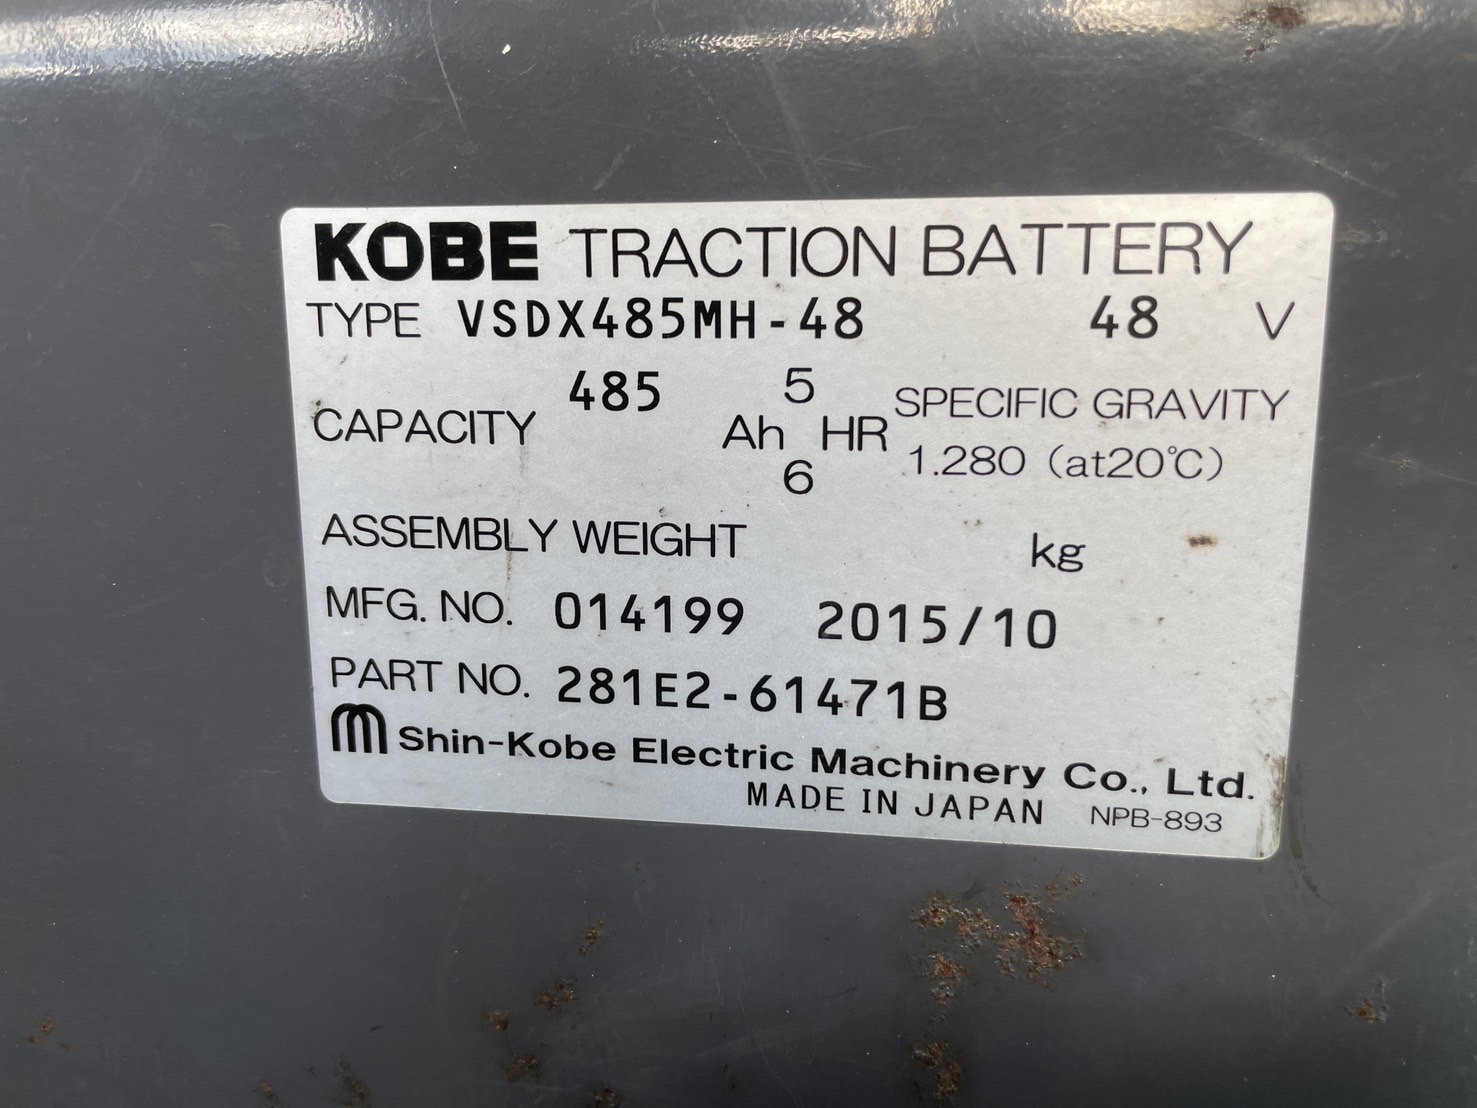 KOBE TRACTION BATTERY
TYPE VSDX485MH-48 48 V
CAPACITY 485 Ah 5 HR 6
SPECIFIC GRAVITY
1.280 (at20℃)
ASSEMBLY WEIGHT kg
MFG. NO. 014199 2015/10
PART NO. 281E2-61471B
Shin-Kobe Electric Machinery Co., Ltd.
MADE IN JAPAN NPB-893